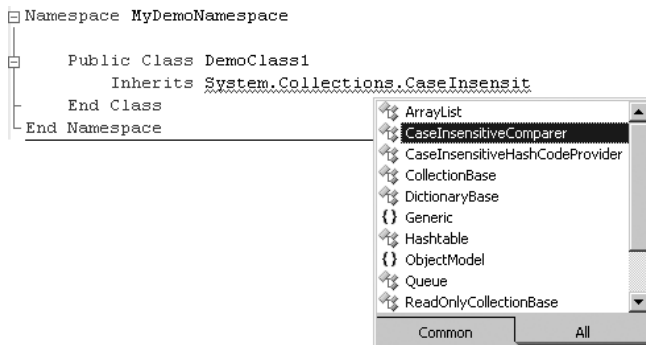 Namespace MyDemoNamespace
Public Class DemoClass1
Inherits System.Collections.CaseInsensit
End Class
End Namespace
ArrayList
CaseInsensitiveComparer
CaseInsensitiveHashCodeProvider
CollectionBase
DictionaryBase
{} Generic
Hashtable
{} ObjectModel
Queue
ReadOnlyCollectionBase
Common All